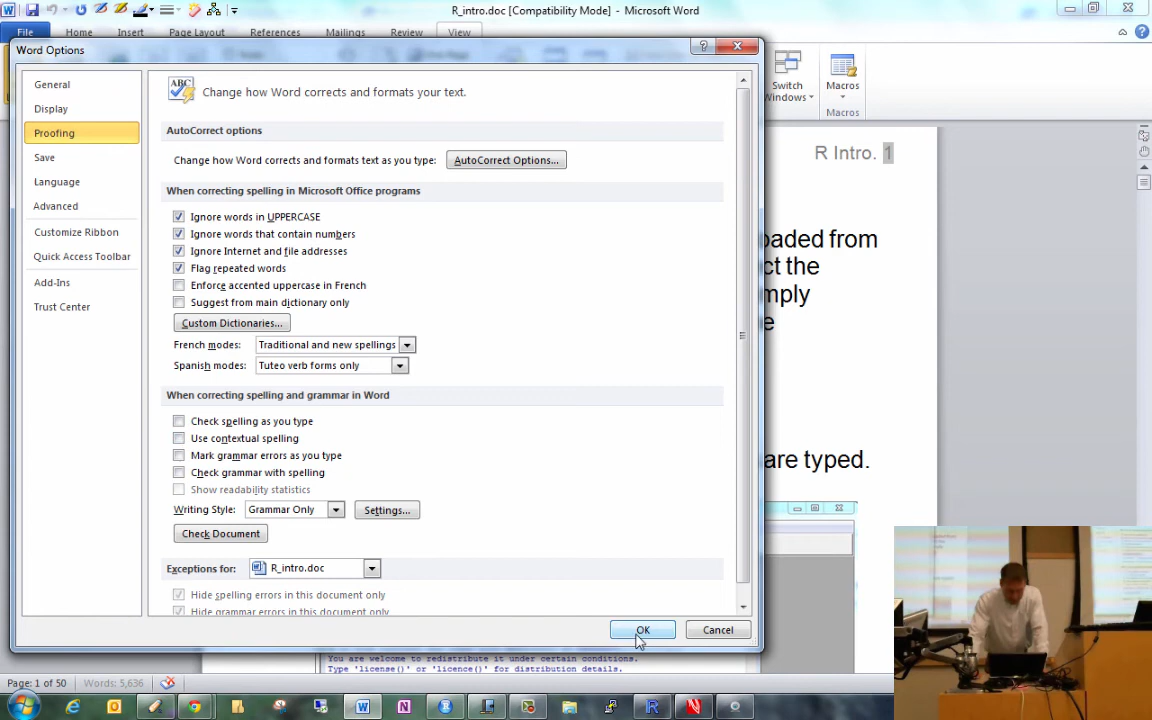 R_intro.doc [Compatibility Mode] - Microsoft Word
File Home Insert Page Layout References Mailings Review View
Word Options
General
Display
Proofing
Save
Language
Advanced
Customize Ribbon
Quick Access Toolbar
Add-Ins
Trust Center
ABC
Change how Word corrects and formats your text.
AutoCorrect options
Change how Word corrects and formats text as you type: AutoCorrect Options...
When correcting spelling in Microsoft Office programs
Ignore words in UPPERCASE
Ignore words that contain numbers
Ignore Internet and file addresses
Flag repeated words
Enforce accented uppercase in French
Suggest from main dictionary only
Custom Dictionaries...
French modes: Traditional and new spellings
Spanish modes: Tuteo verb forms only
When correcting spelling and grammar in Word
Check spelling as you type
Use contextual spelling
Mark grammar errors as you type
Check grammar with spelling
Show readability statistics
Writing Style: Grammar Only Settings...
Check Document
Exceptions for: R_intro.doc
Hide spelling errors in this document only
Hide grammar errors in this document only
OK Cancel
Switch
Windows
Macros
Macros
R Intro. 1
oaded from
ct the
mply
e
are typed.
You are welcome to redistribute it under certain conditions.
Type 'license()' or 'licence()' for distribution details.
Page: 1 of 50 Words: 5,636